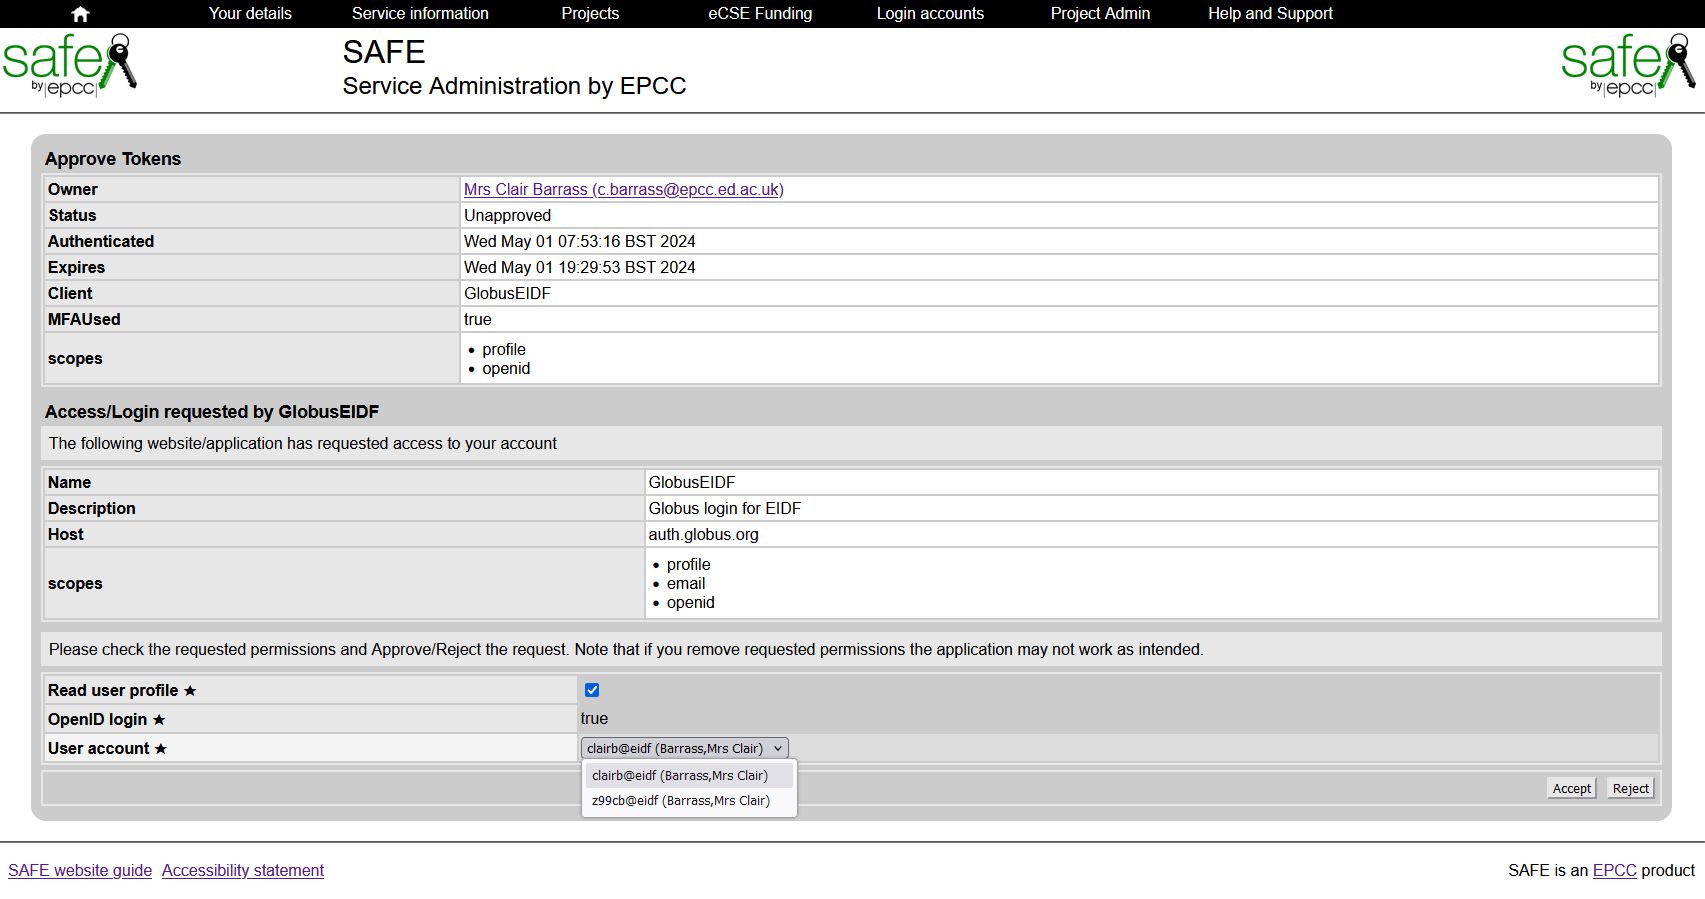 Your details Service information Projects eCSE Funding Login accounts Project Admin Help and Support
safe
by |epcc|
SAFE
Service Administration by EPCC
safe
by |epcc|
Approve Tokens
Owner Mrs Clair Barrass (c.barrass@epcc.ed.ac.uk)
Status Unapproved
Authenticated Wed May 01 07:53:16 BST 2024
Expires Wed May 01 19:29:53 BST 2024
Client GlobusEIDF
MFAUsed true
scopes
• profile
• openid
Access/Login requested by GlobusEIDF
The following website/application has requested access to your account
Name GlobusEIDF
Description Globus login for EIDF
Host auth.globus.org
scopes
• profile
• email
• openid
Please check the requested permissions and Approve/Reject the request. Note that if you remove requested permissions the application may not work as intended.
Read user profile ★
OpenID login ★ true
User account ★ clairb@eidf (Barrass,Mrs Clair)
clairb@eidf (Barrass,Mrs Clair)
z99cb@eidf (Barrass,Mrs Clair)
Accept Reject
SAFE website guide Accessibility statement SAFE is an EPCC product